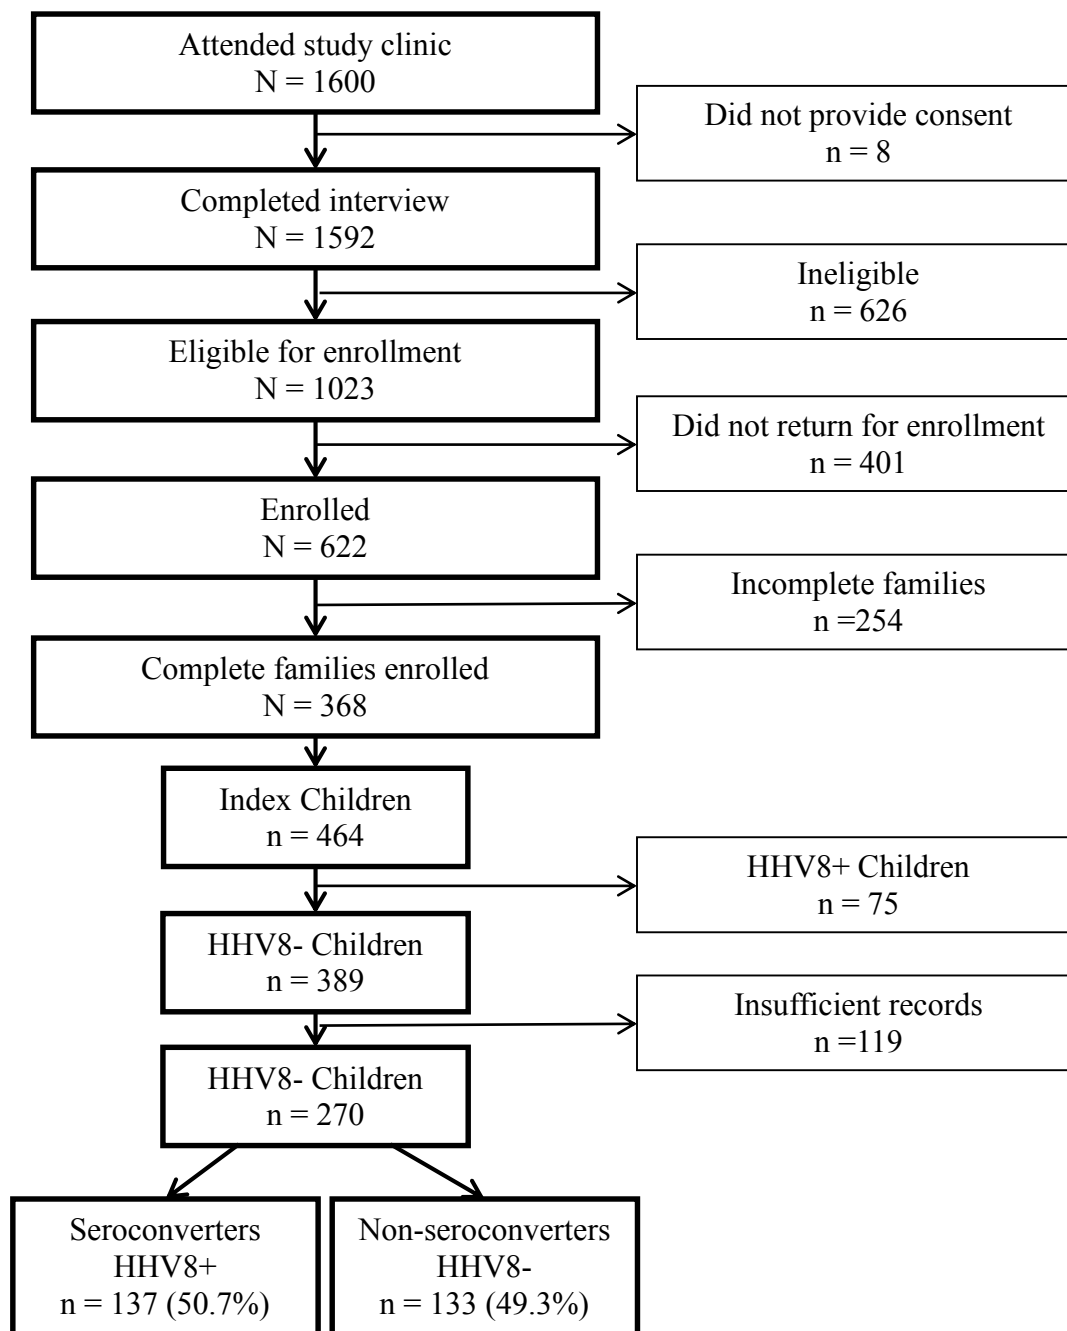 Attended study clinic
N = 1600
Did not provide consent
n = 8
Completed interview
N = 1592
Ineligible
n = 626
Eligible for enrollment
N = 1023
Did not return for enrollment
n = 401
Enrolled
N = 622
Incomplete families
n =254
Complete families enrolled
N = 368
Index Children
n = 464
HHV8+ Children
n = 75
HHV8- Children
n = 389
Insufficient records
n =119
HHV8- Children
n = 270
Seroconverters
HHV8+
n = 137 (50.7%)
Non-seroconverters
HHV8-
n = 133 (49.3%)